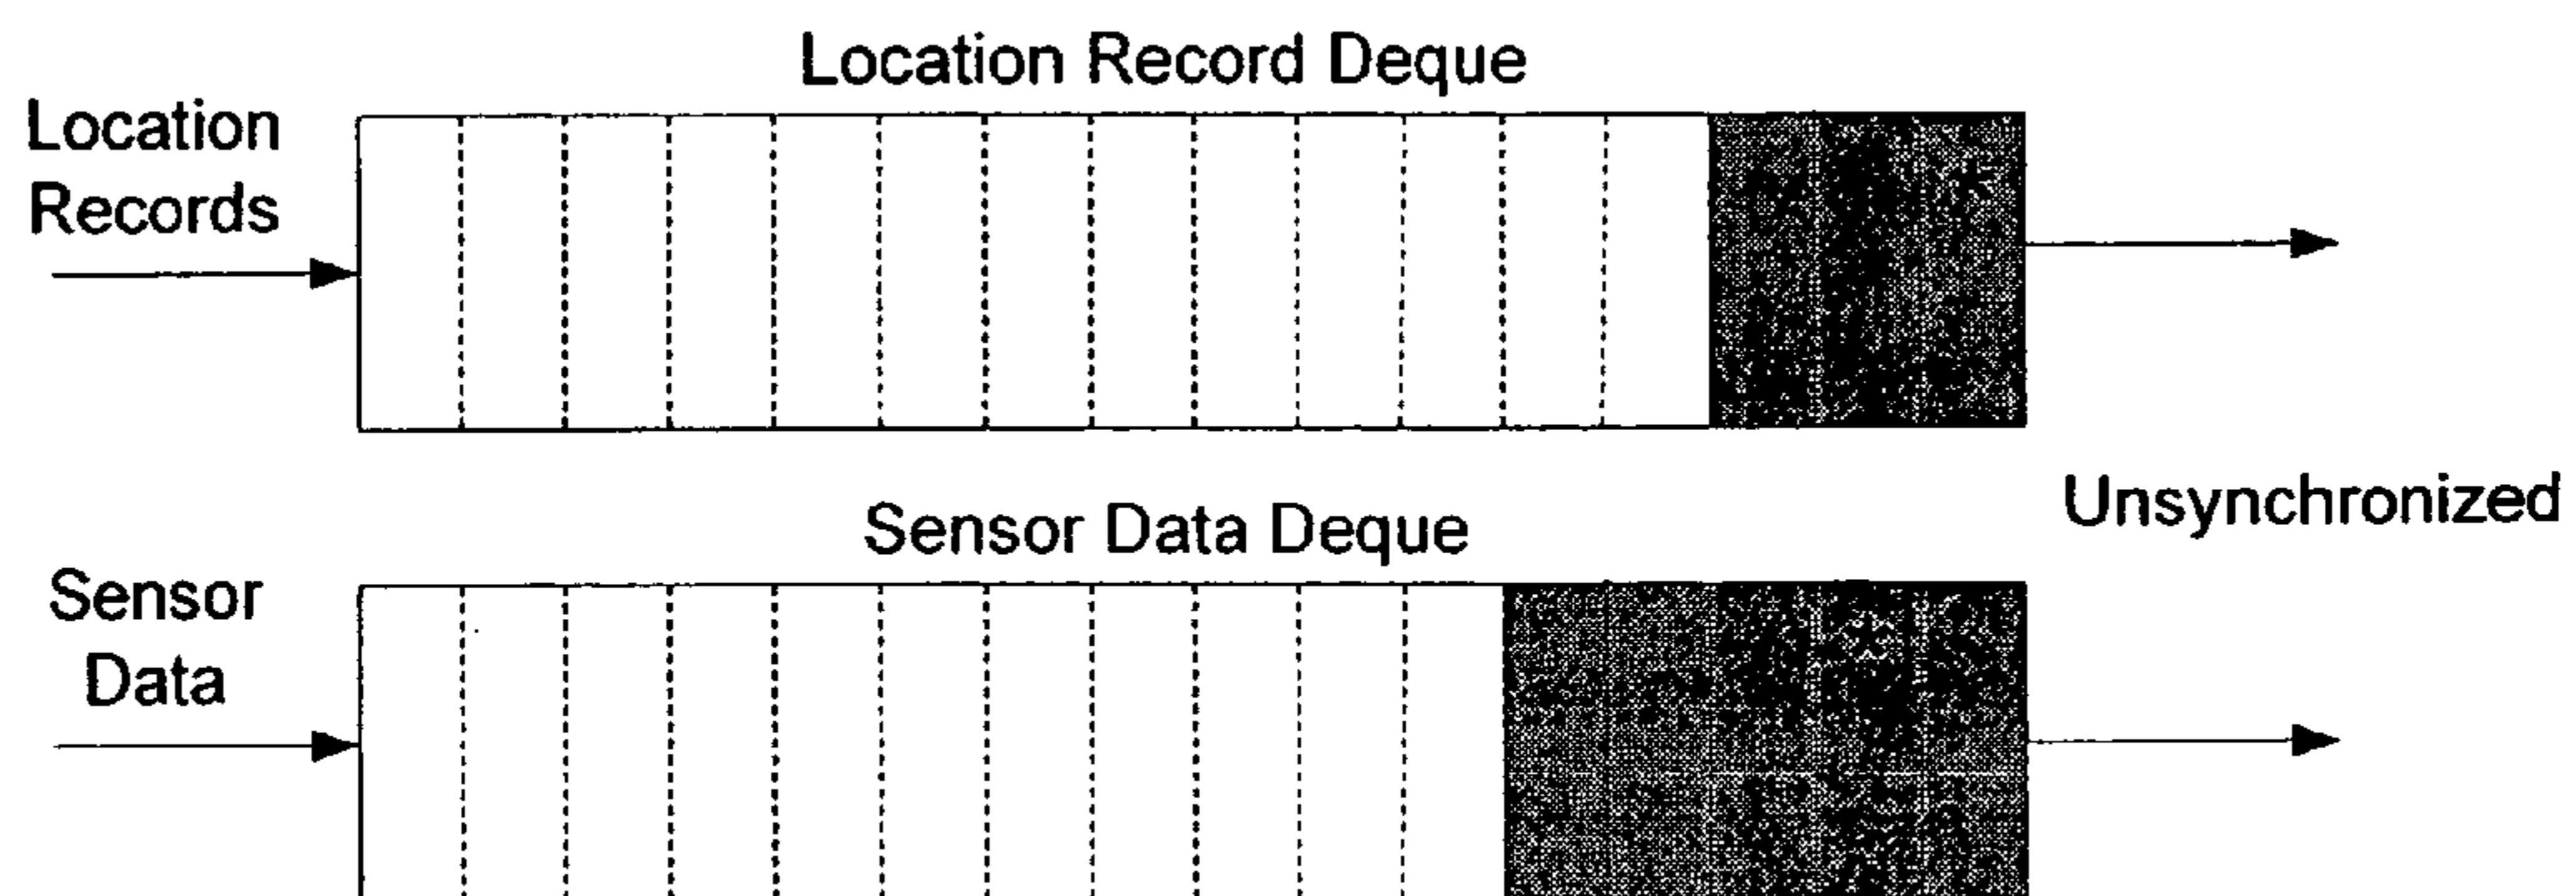 Location Record Deque
Location
Records
Unsynchronized
Sensor Data Deque
Sensor
Data